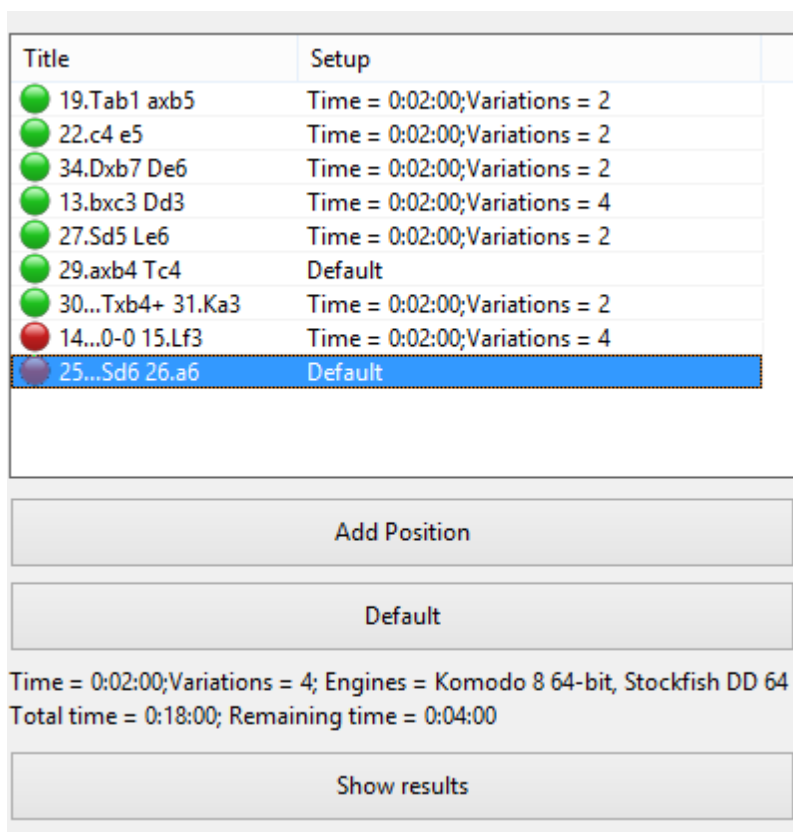 Title Setup
19.Tab1 axb5 Time = 0:02:00;Variations = 2
22.c4 e5 Time = 0:02:00;Variations = 2
34.Dxb7 De6 Time = 0:02:00;Variations = 2
13.bxc3 Dd3 Time = 0:02:00;Variations = 4
27.Sd5 Le6 Time = 0:02:00;Variations = 2
29.axb4 Tc4 Default
30...Txb4+ 31.Ka3 Time = 0:02:00;Variations = 2
14...0-0 15.Lf3 Time = 0:02:00;Variations = 4
25...Sd6 26.a6 Default
Add Position
Default
Time = 0:02:00;Variations = 4; Engines = Komodo 8 64-bit, Stockfish DD 64
Total time = 0:18:00; Remaining time = 0:04:00
Show results